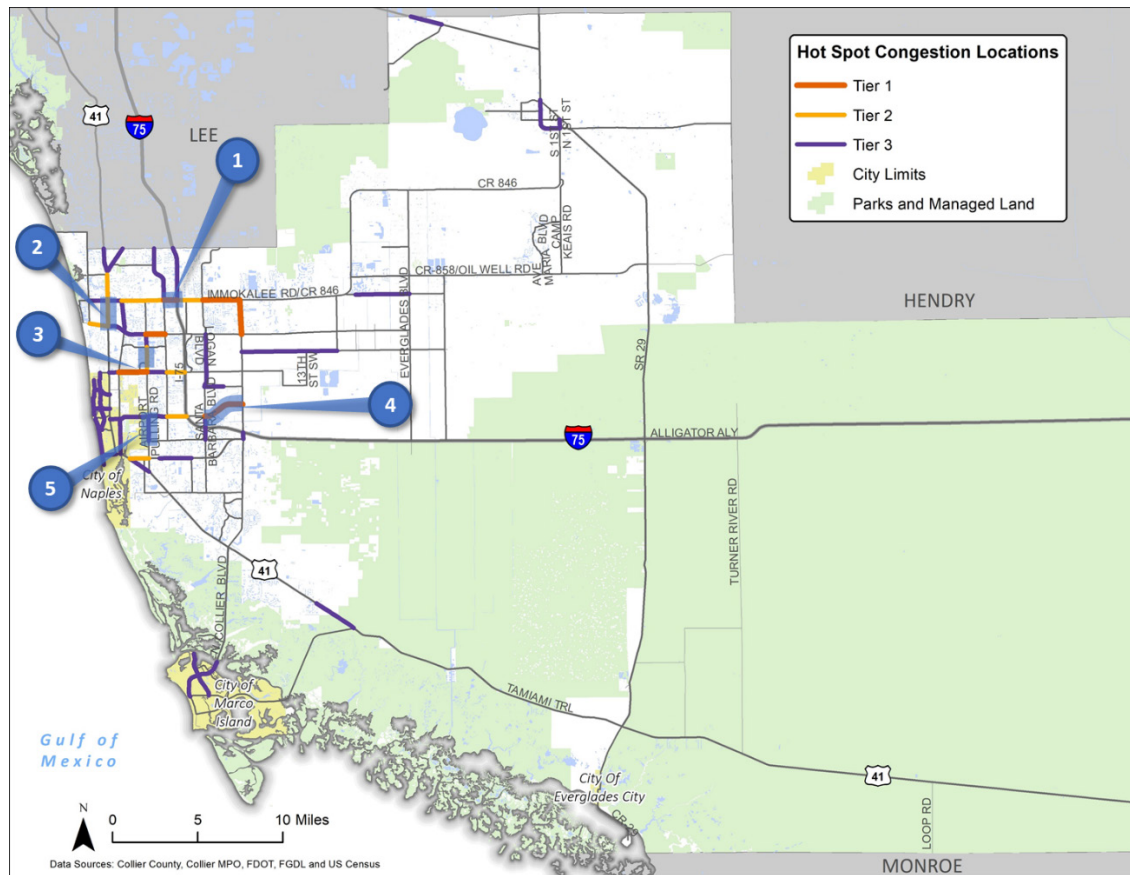 Hot Spot Congestion Locations
Tier 1
Tier 2
Tier 3
City Limits
Parks and Managed Land
41
75
LEE
1
2
3
4
5
S 1ST ST
N 1ST ST
CR 846
AVE
MARIA BLVD
CAMP
KEAIS RD
CR-858/OIL WELL RD
IMMOKALEE RD/CR 846
HENDRY
EVERGLADES BLVD
LOGAN
BLVD
I-75
13TH
ST SW
SR 29
AIRPORT
PULLING RD
SANTA
BARBARA BLVD
75
ALLIGATOR ALY
City of
Naples
TURNER RIVER RD
41
COLLIER BLVD
City of
Marco
Island
TAMIAMI TRL
Gulf of
Mexico
41
City Of
Everglades City
CR 29
LOOP RD
N
0
5
10 Miles
Data Sources: Collier County, Collier MPO, FDOT, FGDL and US Census
MONROE